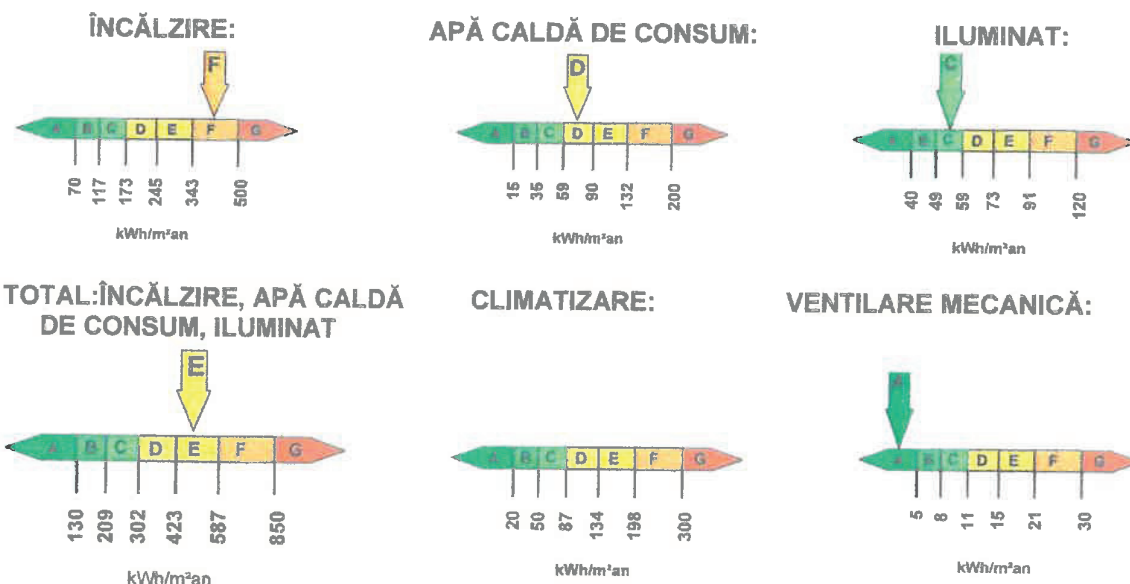 ÎNCĂLZIRE:
F
A B C D E F G
70 117 173 245 343 500
kWh/m²an
APĂ CALDĂ DE CONSUM:
D
A B C D E F G
15 35 59 90 132 200
kWh/m²an
ILUMINAT:
C
A B C D E F G
40 49 59 73 91 120
kWh/m²an
TOTAL:ÎNCĂLZIRE, APĂ CALDĂ
DE CONSUM, ILUMINAT
E
A B C D E F G
130 209 302 423 587 850
kWh/m²an
CLIMATIZARE:
A B C D E F G
20 50 87 134 198 300
kWh/m²an
VENTILARE MECANICĂ:
A
A B C D E F G
5 8 11 15 21 30
kWh/m²an